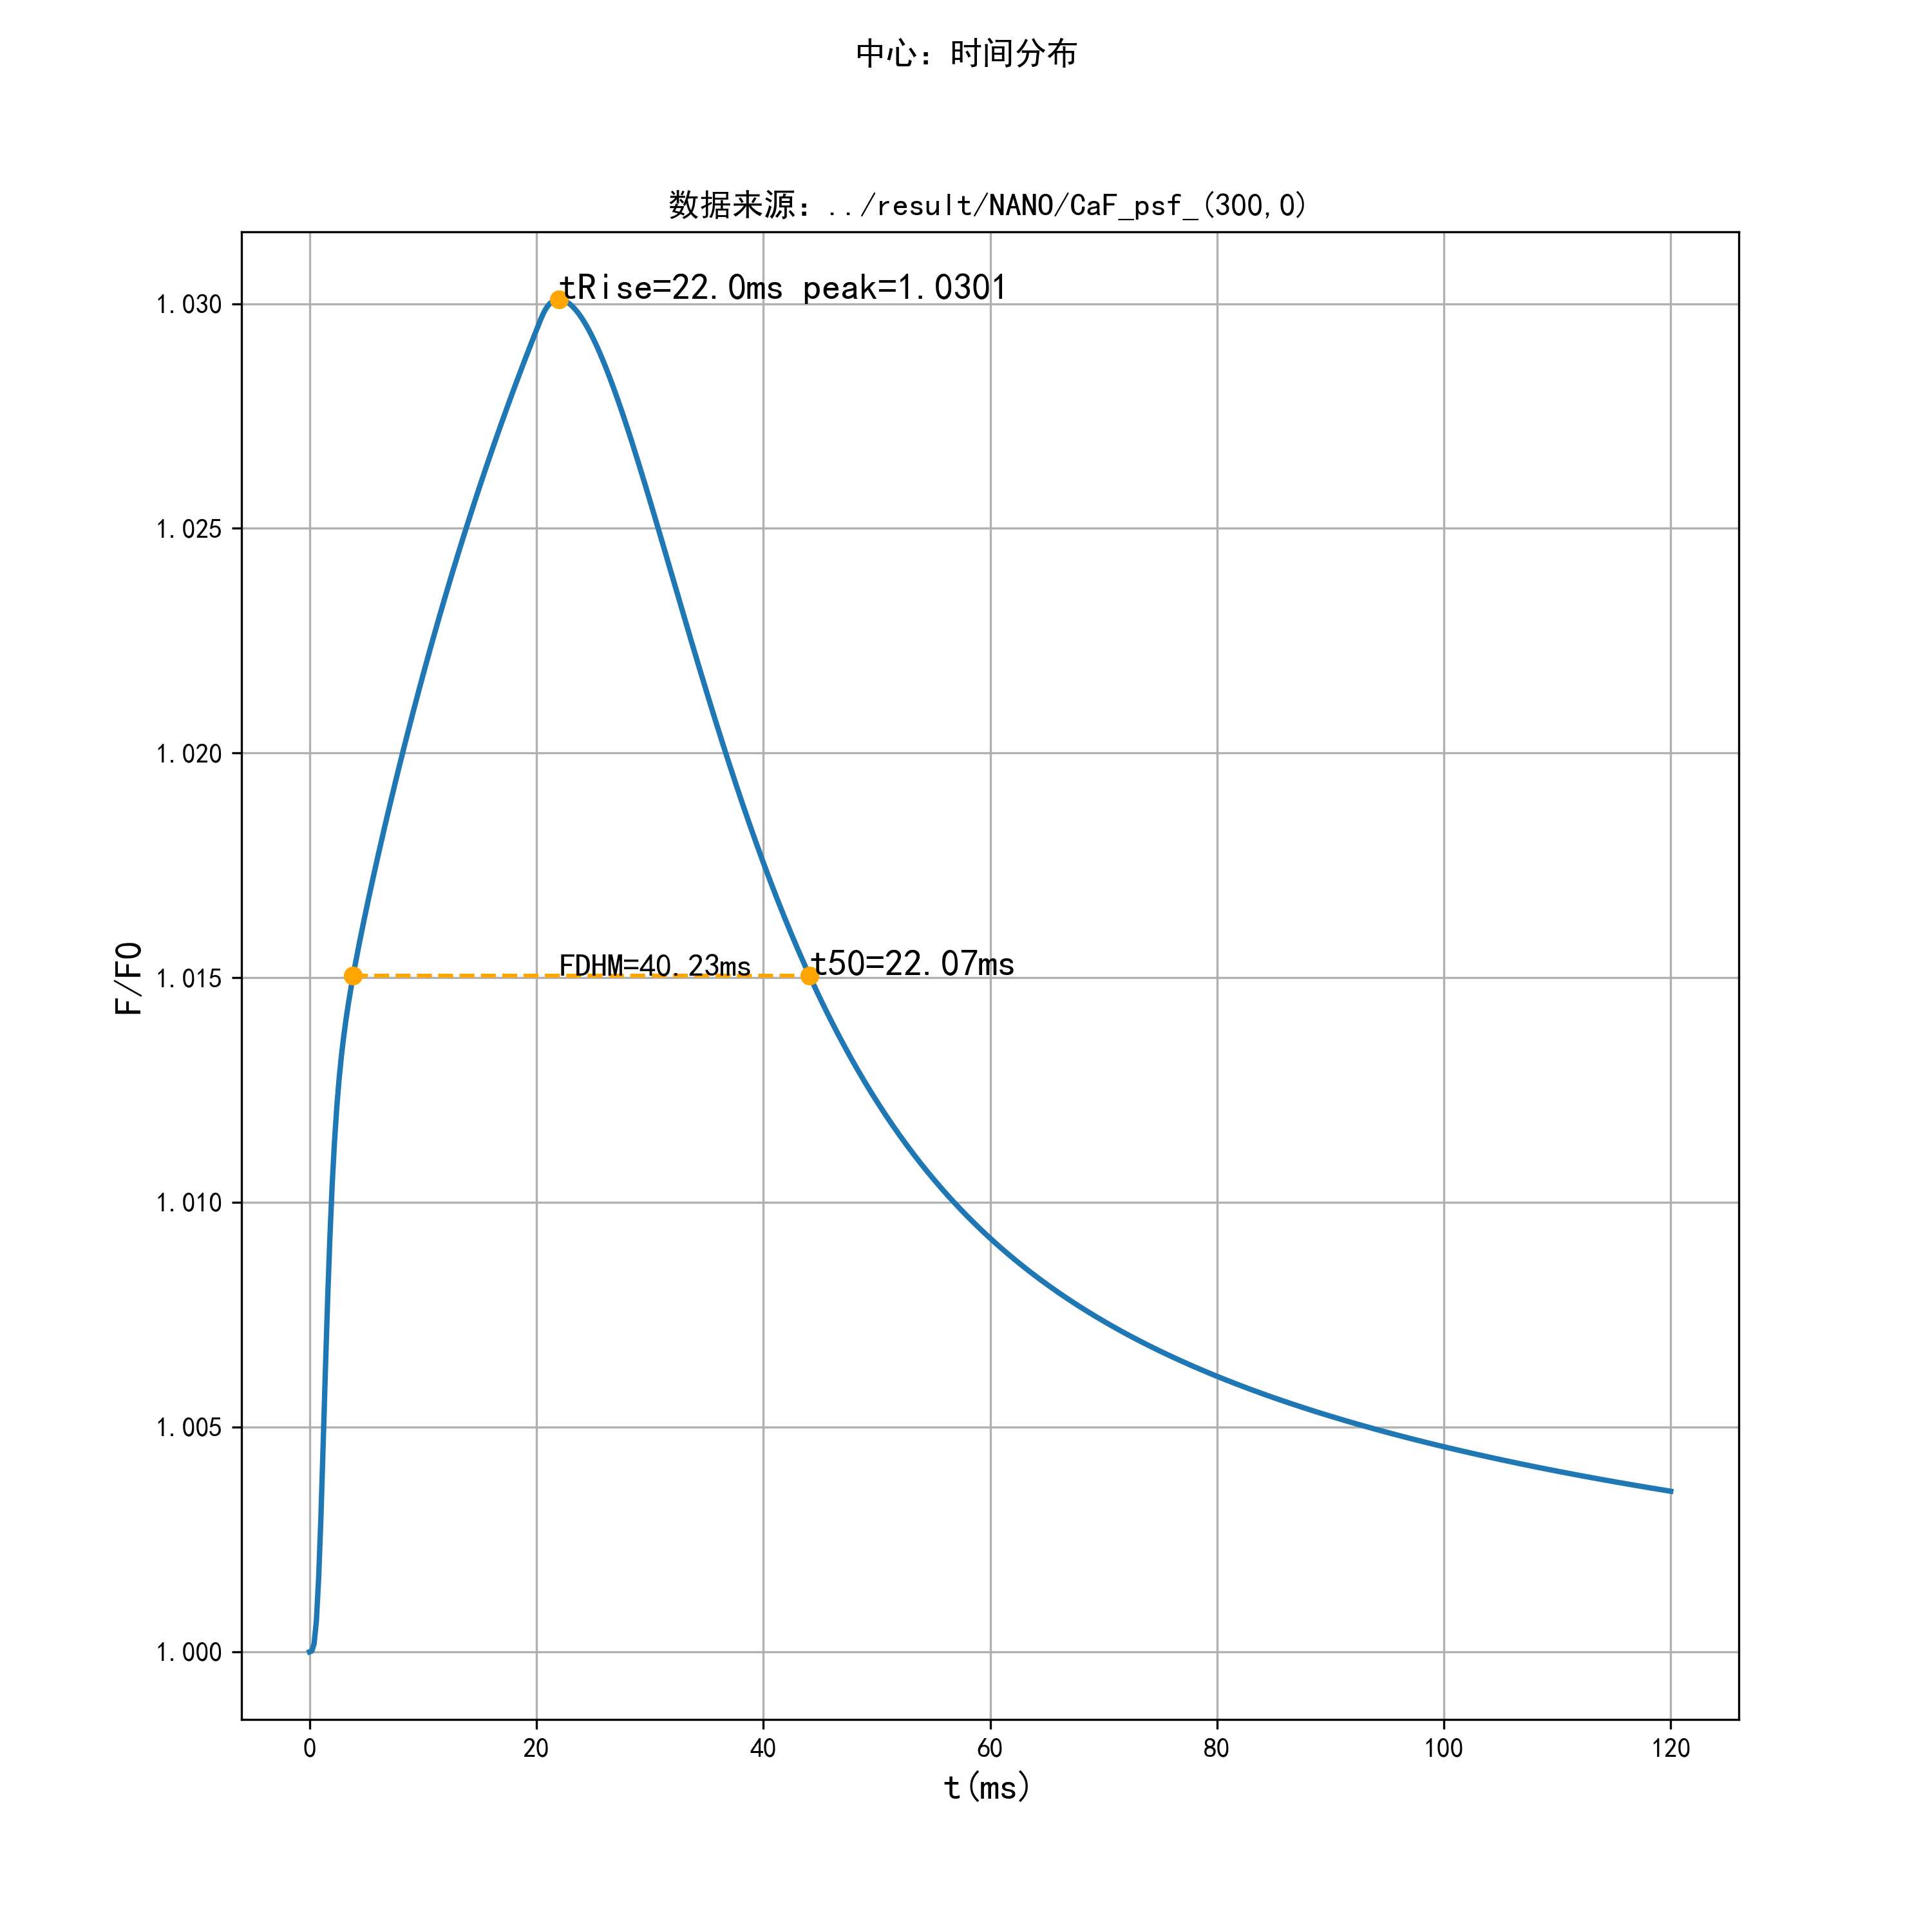 中心：时间分布
数据来源：../result/NANO/CaF_psf_(300,0)
tRise=22.0ms peak=1.0301
1.030
1.025
1.020
FDHM=40.23ms
t50=22.07ms
1.015
F/F0
1.010
1.005
1.000
0 20 40 60 80 100 120
t(ms)